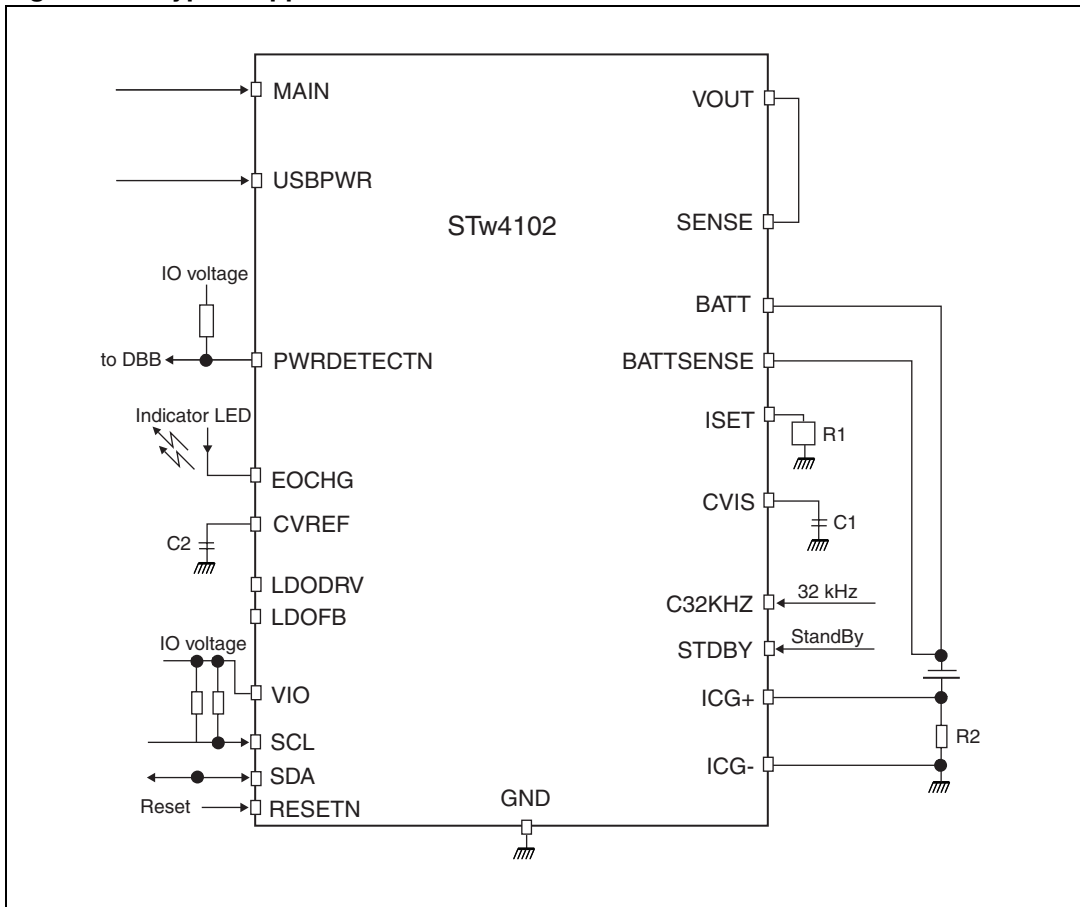 MAIN
VOUT
USBPWR
STw4102
SENSE
IO voltage
BATT
to DBB
PWRDETECTN
BATTSENSE
Indicator LED
ISET
R1
EOCHG
CVIS
CVREF
C1
C2
LDODRV
C32KHZ
32 kHz
LDOFB
IO voltage
STDBY
StandBy
VIO
ICG+
SCL
R2
SDA
ICG-
Reset
RESETN
GND